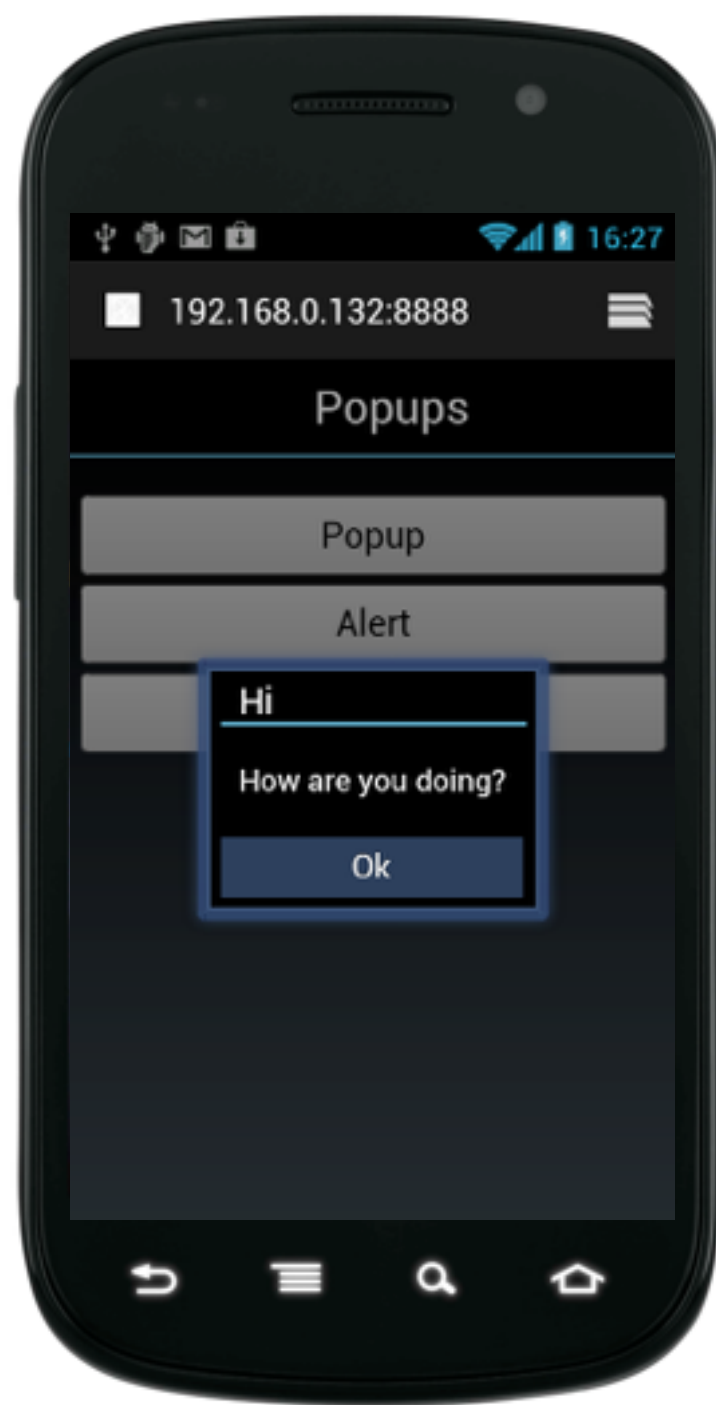 16:27
192.168.0.132:8888
Popups
Popup
Alert
Hi
How are you doing?
Ok